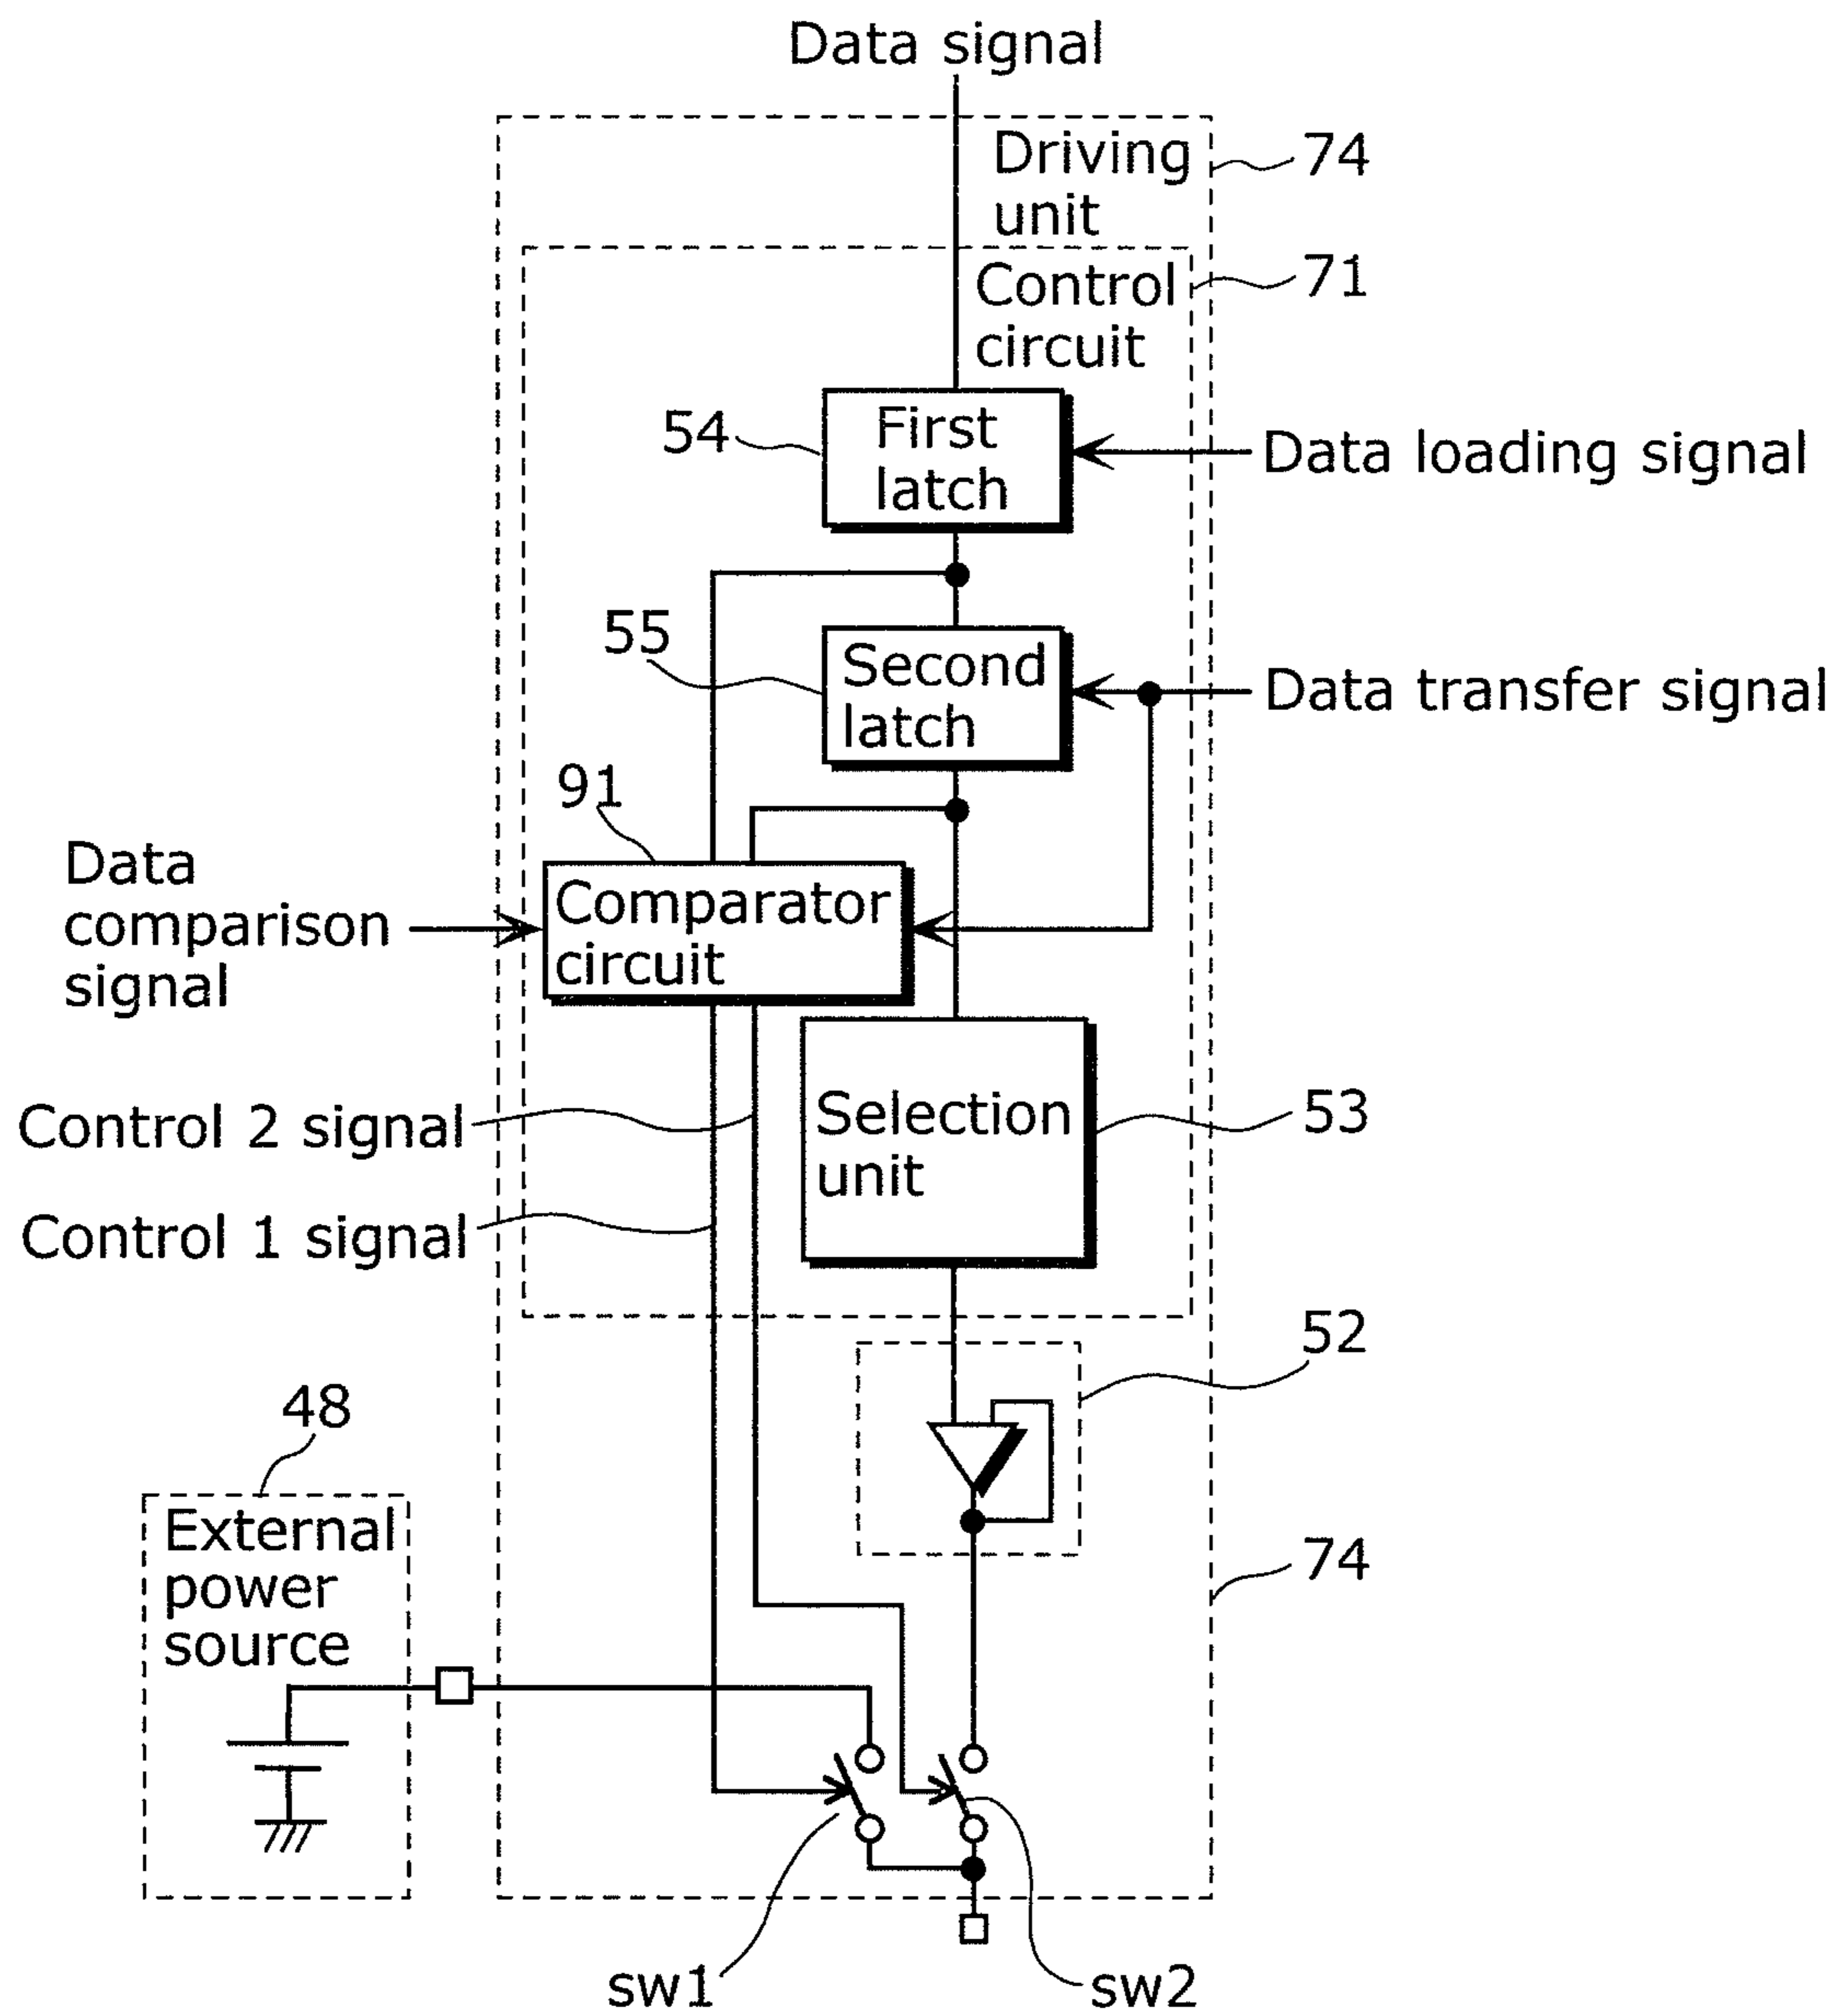 Data signal
Driving
unit
74
Control
circuit
71
54
First
latch
Data loading signal
55
Second
latch
Data transfer signal
91
Data
comparison
signal
Comparator
circuit
Control 2 signal
Selection
unit
53
Control 1 signal
52
48
External
power
source
74
sw1
sw2